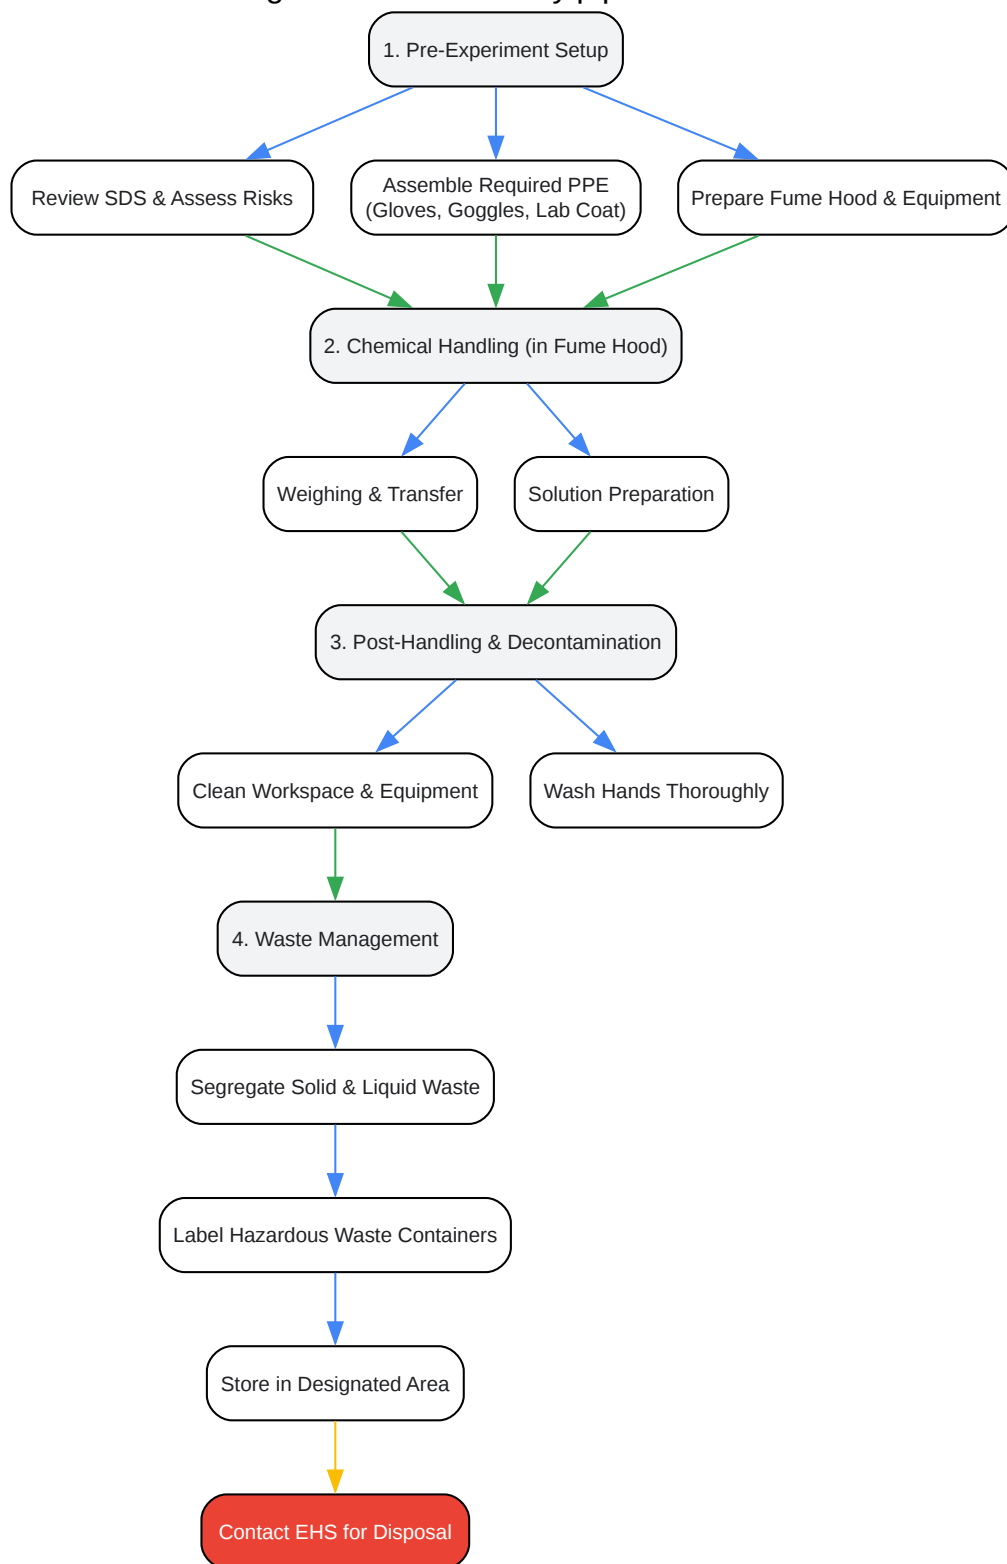 1. Pre-Experiment Setup
Review SDS & Assess Risks
Assemble Required PPE
(Gloves, Goggles, Lab Coat)
Prepare Fume Hood & Equipment
2. Chemical Handling (in Fume Hood)
Weighing & Transfer
Solution Preparation
3. Post-Handling & Decontamination
Clean Workspace & Equipment
Wash Hands Thoroughly
4. Waste Management
Segregate Solid & Liquid Waste
Label Hazardous Waste Containers
Store in Designated Area
Contact EHS for Disposal